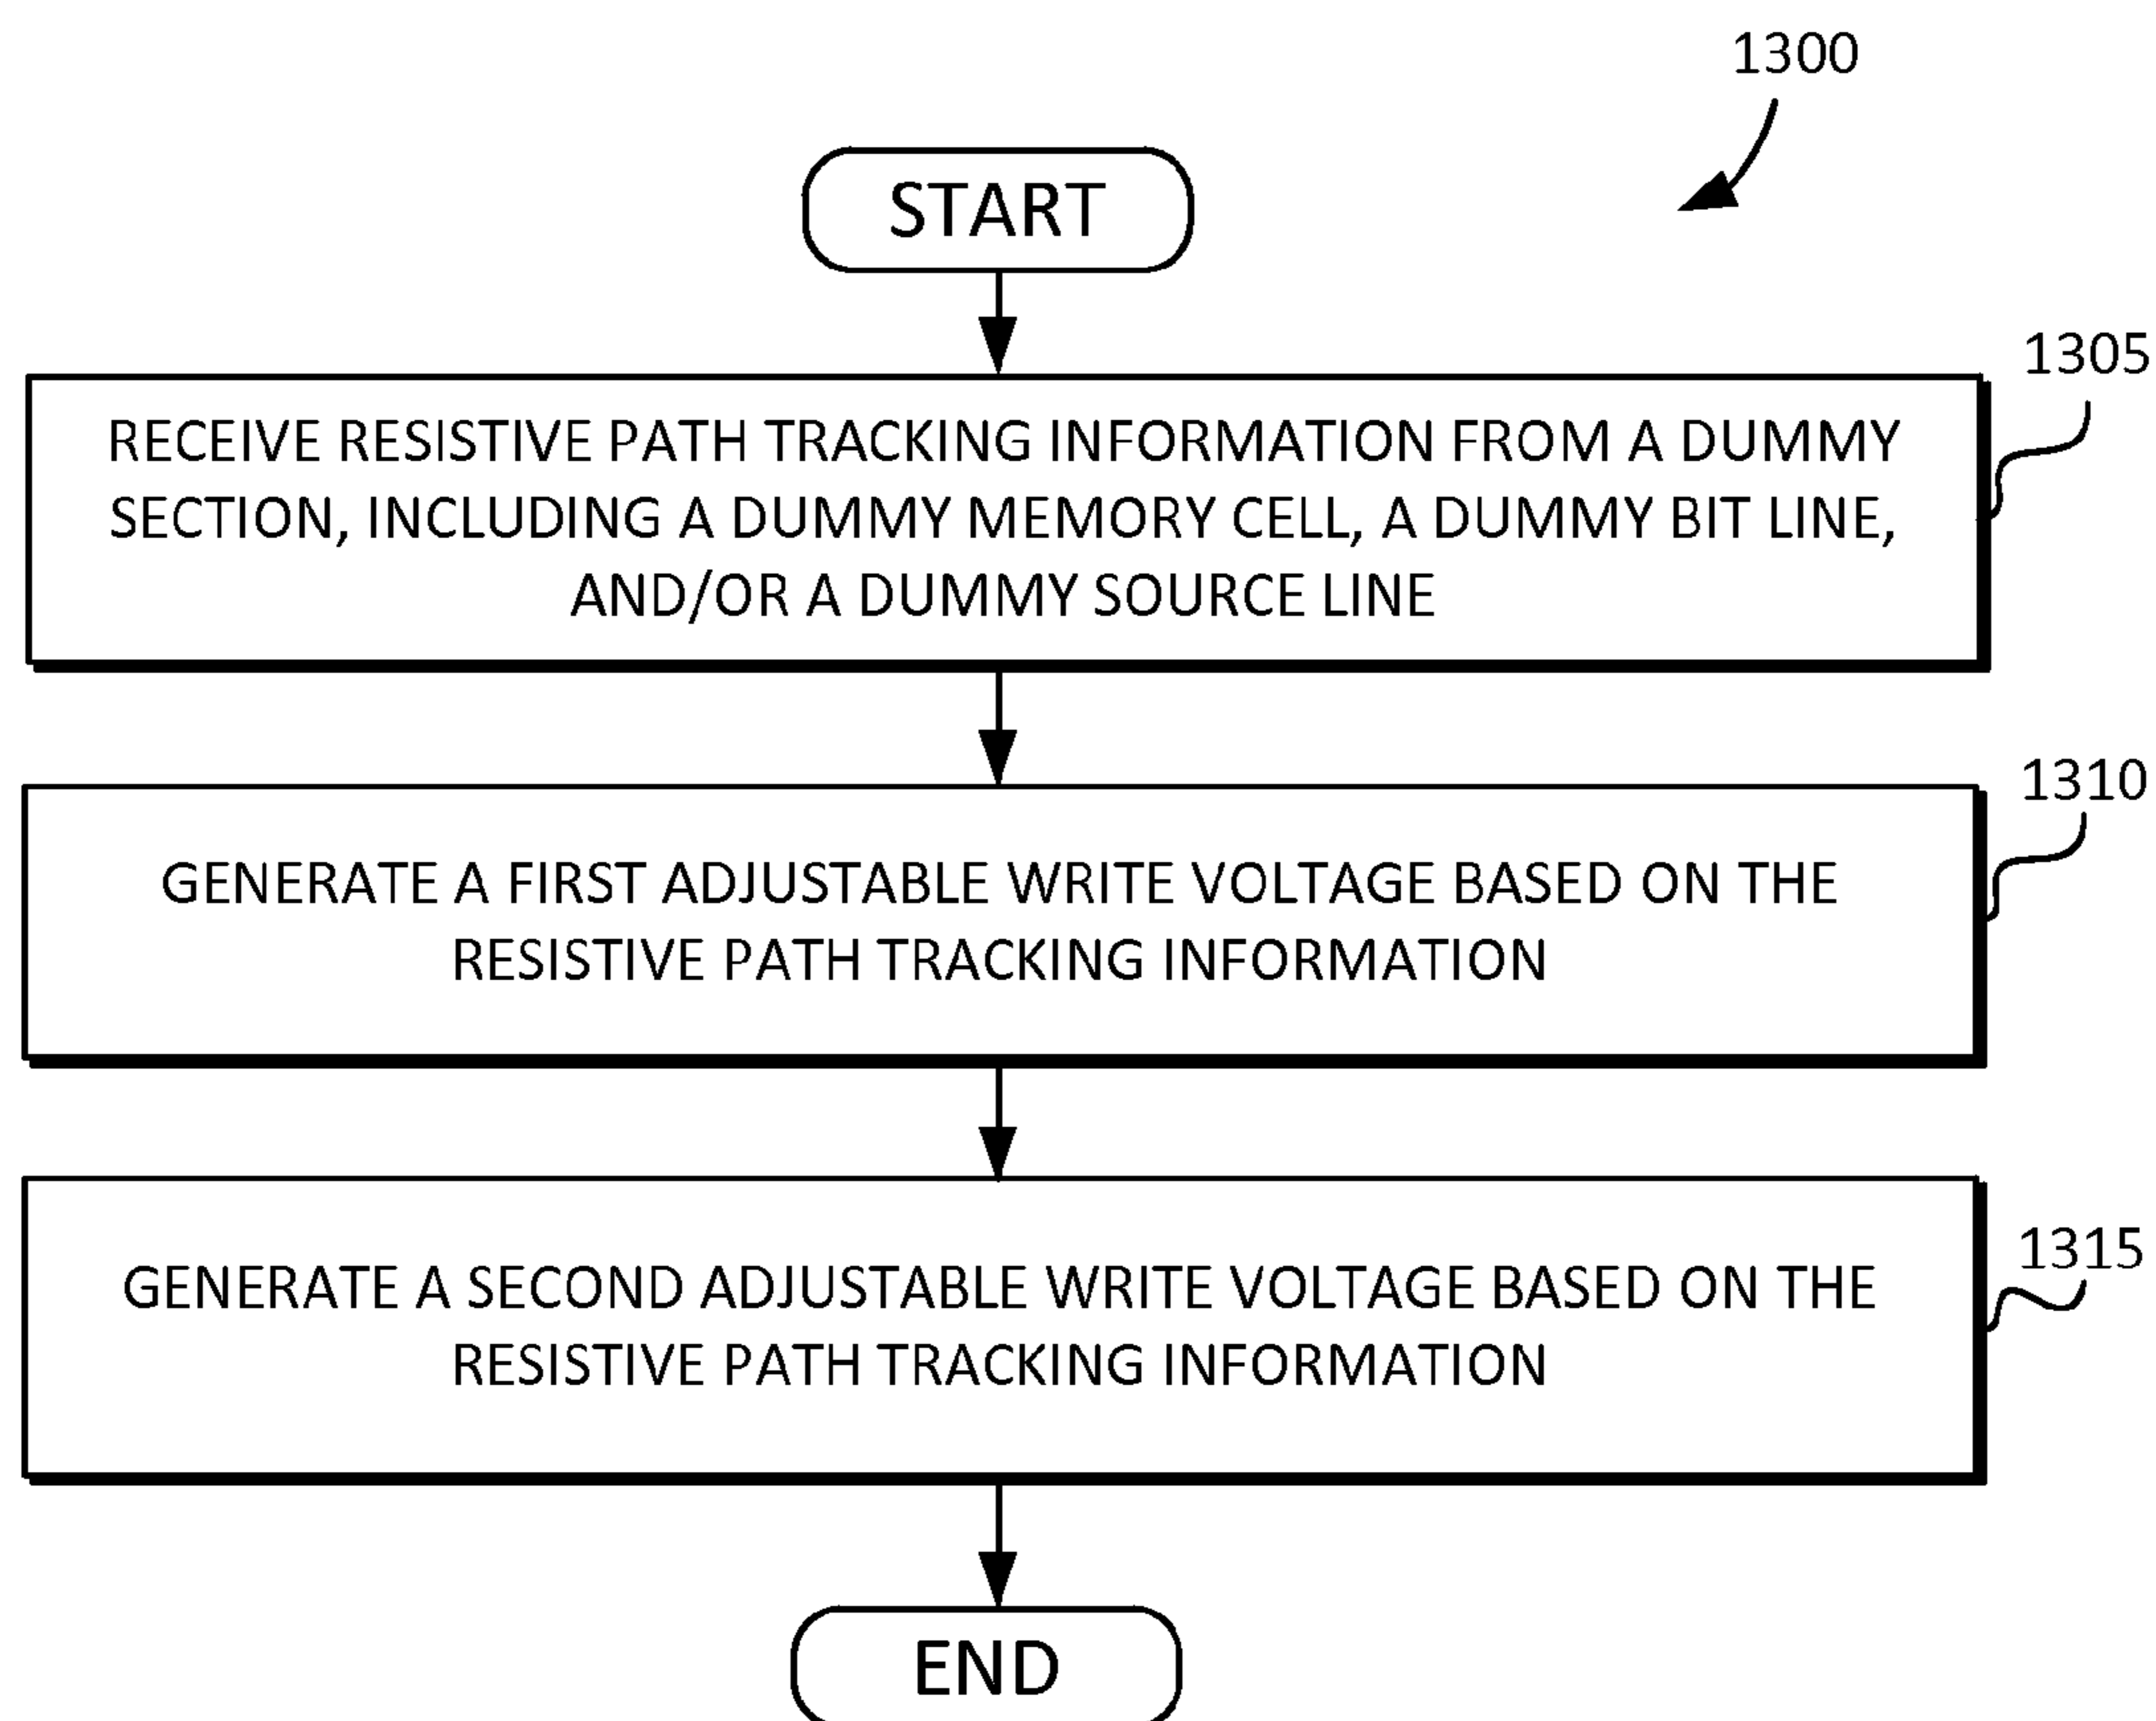 1300
START
1305
RECEIVE RESISTIVE PATH TRACKING INFORMATION FROM A DUMMY
SECTION, INCLUDING A DUMMY MEMORY CELL, A DUMMY BIT LINE,
AND/OR A DUMMY SOURCE LINE
1310
GENERATE A FIRST ADJUSTABLE WRITE VOLTAGE BASED ON THE
RESISTIVE PATH TRACKING INFORMATION
1315
GENERATE A SECOND ADJUSTABLE WRITE VOLTAGE BASED ON THE
RESISTIVE PATH TRACKING INFORMATION
END